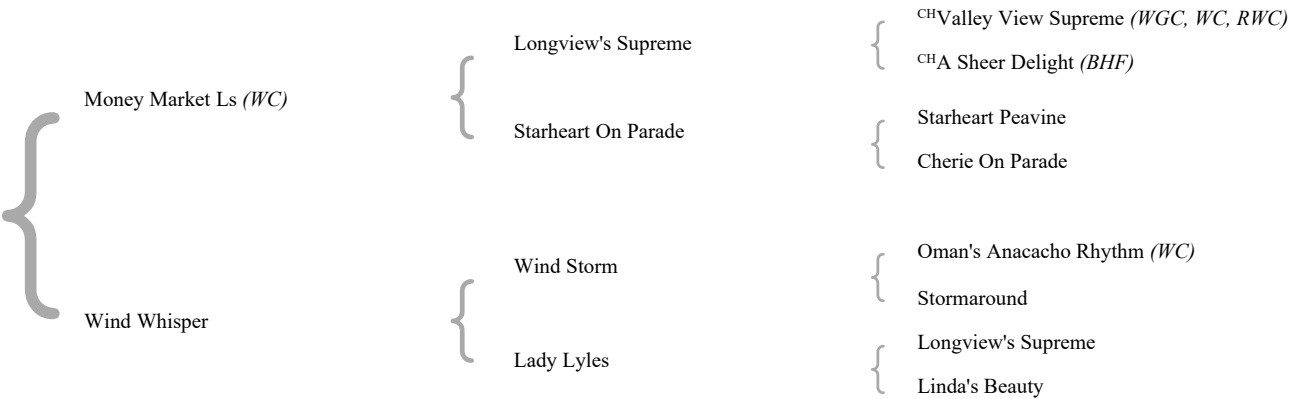 CHValley View Supreme (WGC, WC, RWC)
Longview's Supreme
CHA Sheer Delight (BHF)
Money Market Ls (WC)
Starheart Peavine
Starheart On Parade
Cherie On Parade
Oman's Anacacho Rhythm (WC)
Wind Storm
Stormaround
Wind Whisper
Longview's Supreme
Lady Lyles
Linda's Beauty